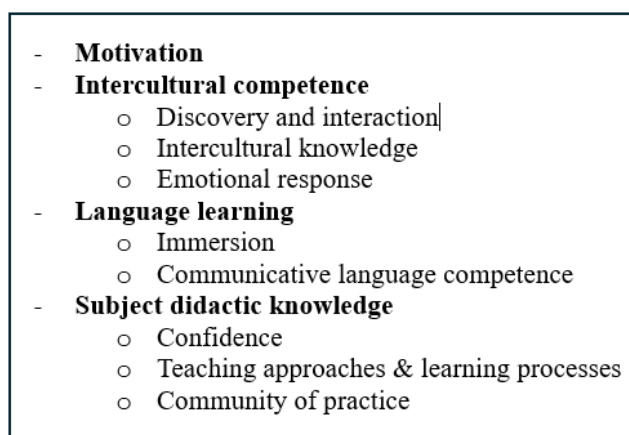 - Motivation
- Intercultural competence
o Discovery and interaction
o Intercultural knowledge
o Emotional response
- Language learning
o Immersion
o Communicative language competence
- Subject didactic knowledge
o Confidence
o Teaching approaches & learning processes
o Community of practice